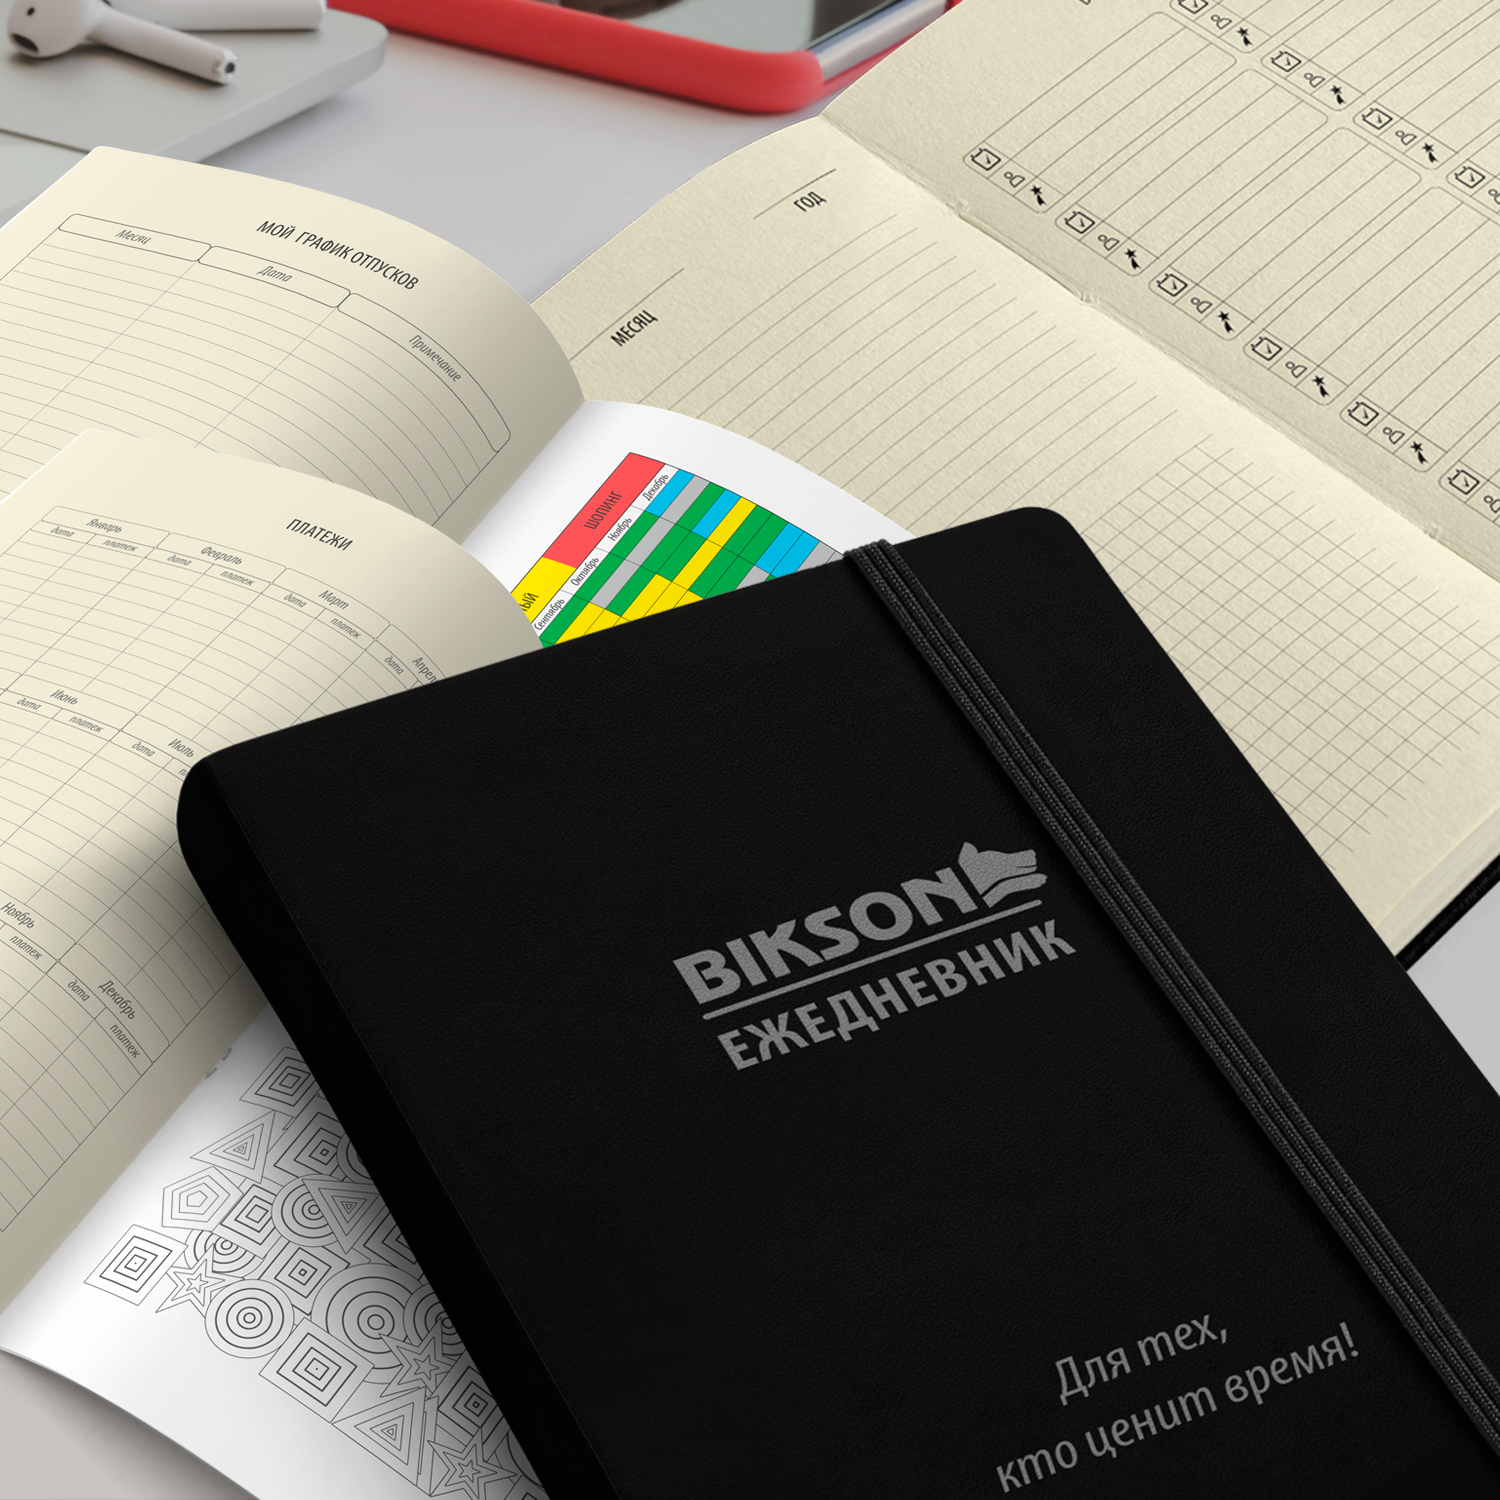 ГОД
МЕСЯЦ
МОЙ ГРАФИК ОТПУСКОВ
Месяц
Дата
Примечание
ШОПИНГ
Декабрь
Ноябрь
Октябрь
Сентябрь
ПЛАТЕЖИ
Январь
дата платеж
Февраль
дата платеж
Март
дата платеж
дата
Июнь
дата платеж
Июль
дата
Ноябрь
платеж
Декабрь
дата платеж
BIKSON
ЕЖЕДНЕВНИК
Для тех,
кто ценит время!